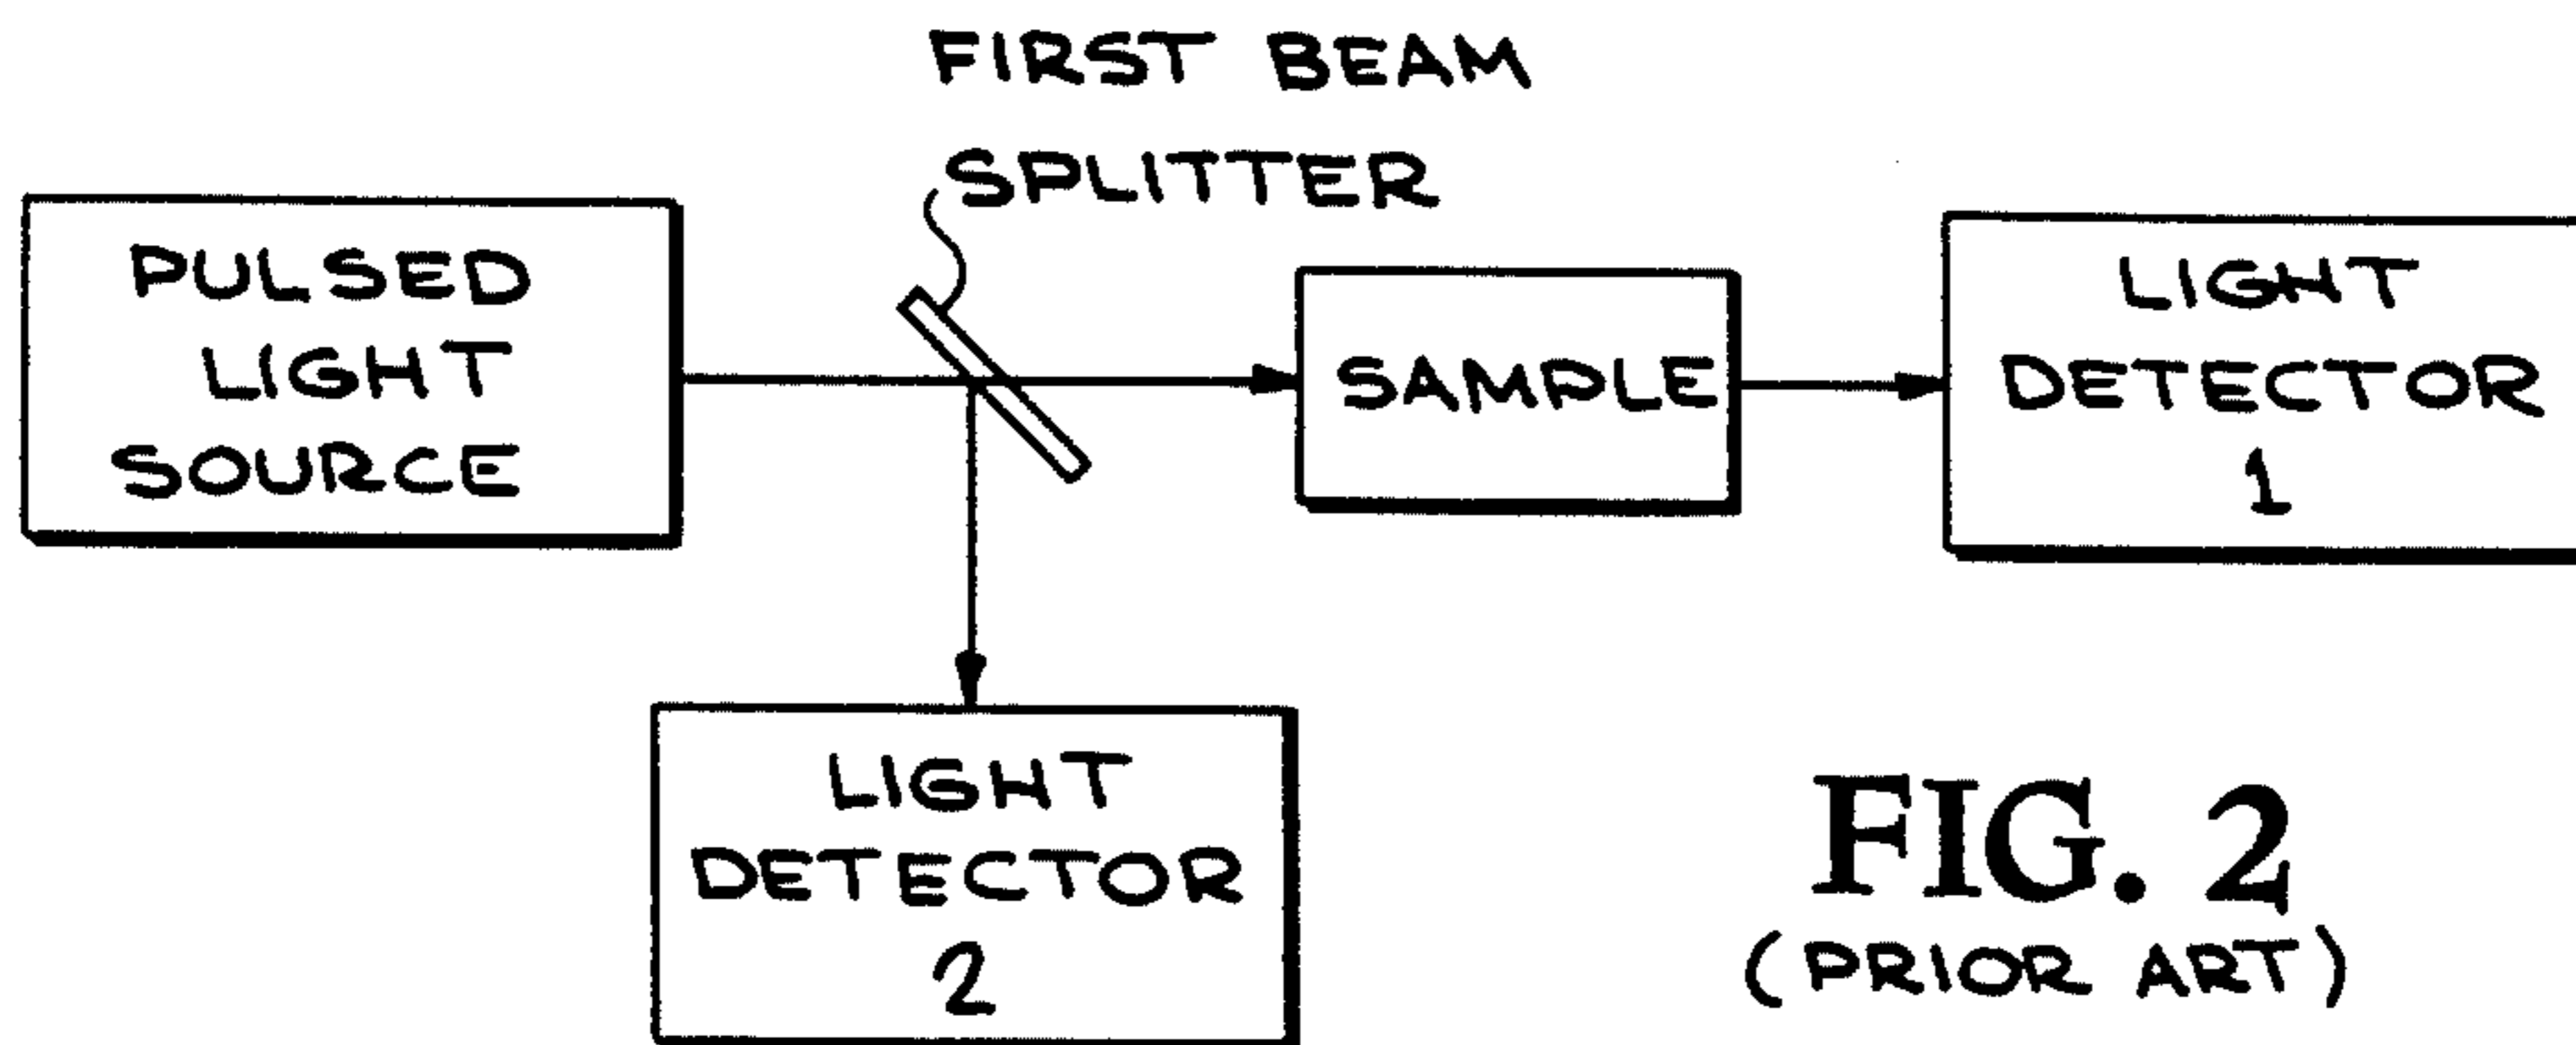 FIRST BEAM
SPLITTER
PULSED
LIGHT
SOURCE
SAMPLE
LIGHT
DETECTOR
1
LIGHT
DETECTOR
2
FIG. 2
(PRIOR ART)